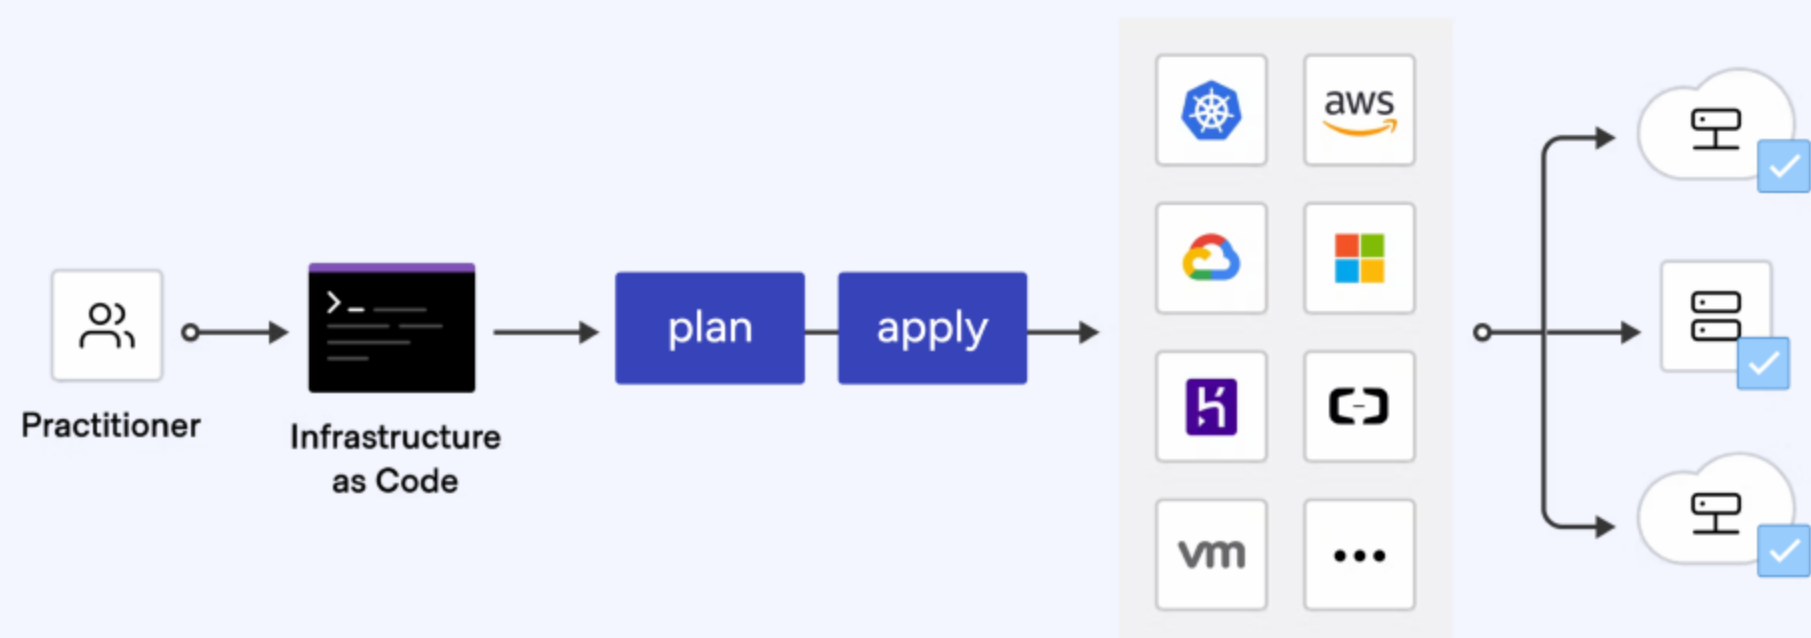 Practitioner
Infrastructure
as Code
plan
apply
aws
vm